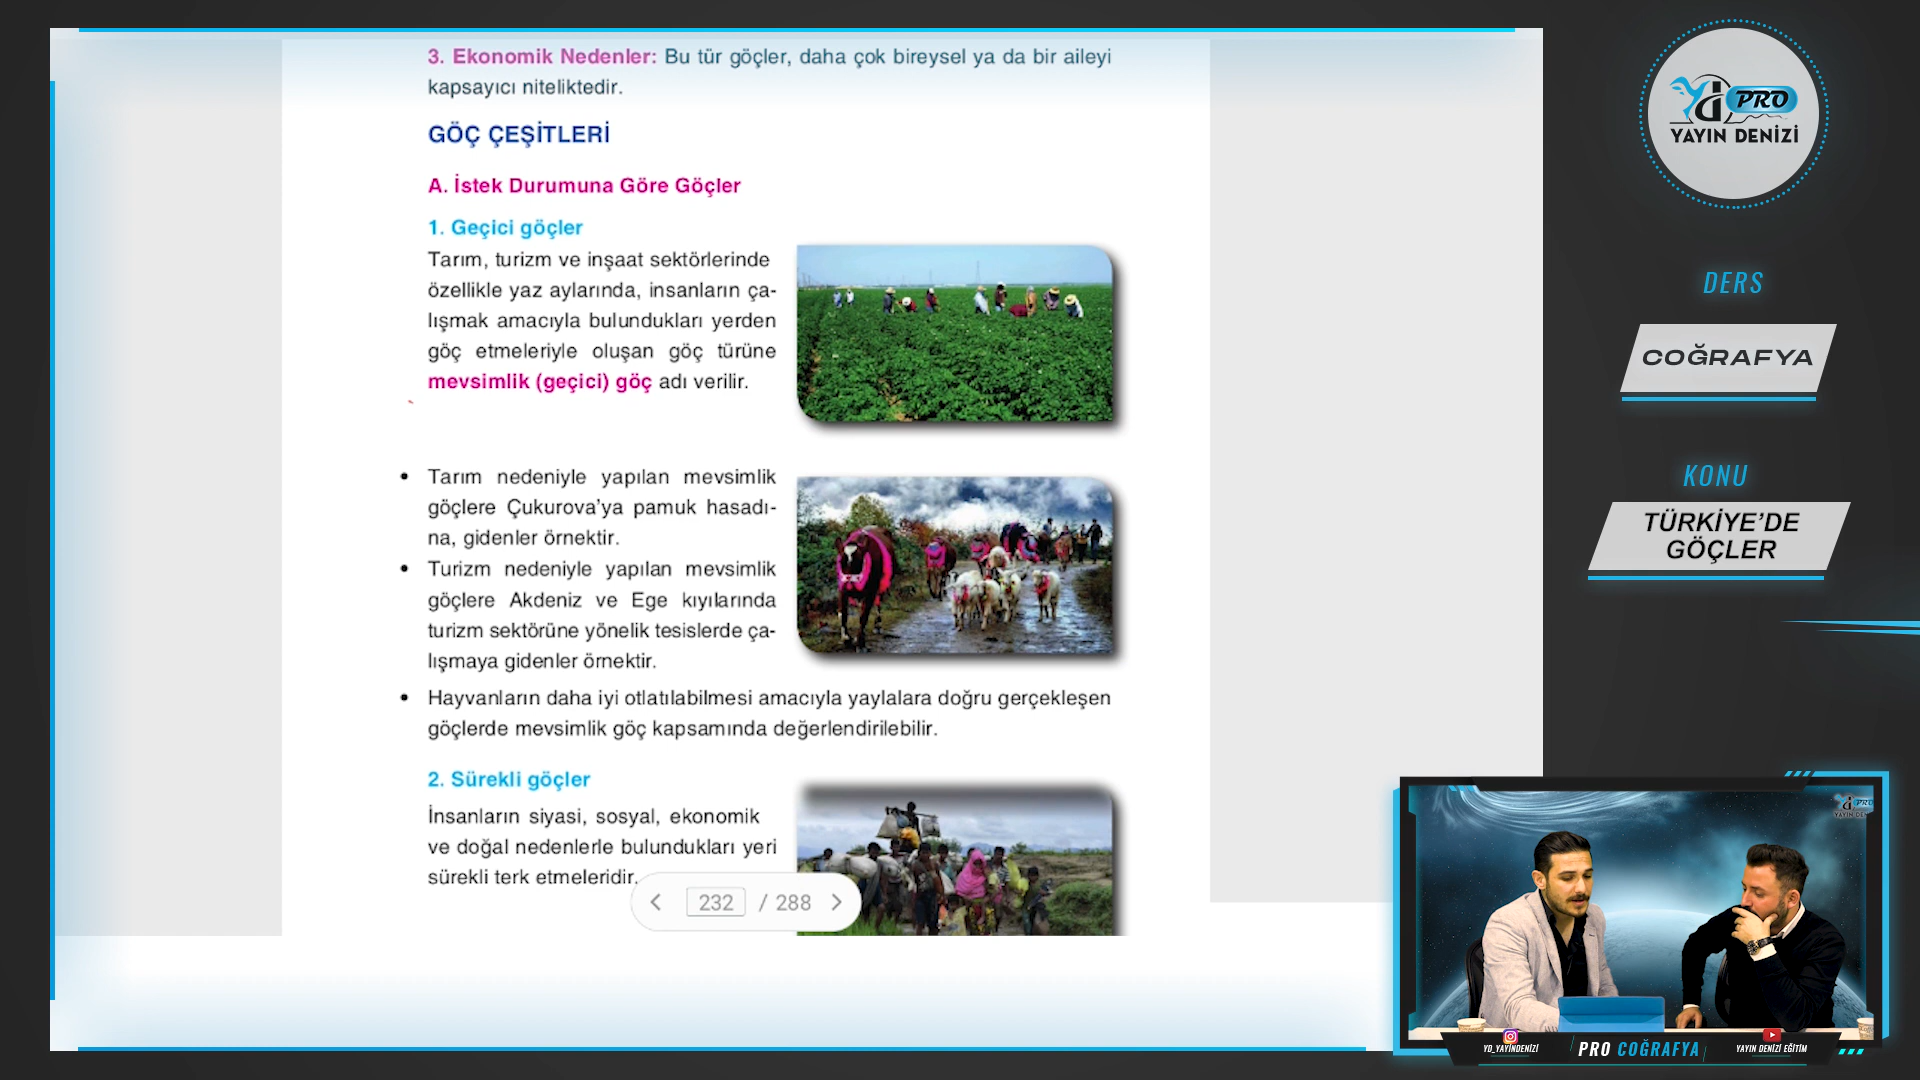 3. Ekonomik Nedenler: Bu tür göçler, daha çok bireysel ya da bir aileyi
kapsayıcı niteliktedir.
GÖÇ ÇEŞİTLERİ
A. İstek Durumuna Göre Göçler
1. Geçici göçler
Tarım, turizm ve inşaat sektörlerinde
özellikle yaz aylarında, insanların ça-
lışmak amacıyla bulundukları yerden
göç etmeleriyle oluşan göç türüne
mevsimlik (geçici) göç adı verilir.
• Tarım nedeniyle yapılan mevsimlik
göçlere Çukurova'ya pamuk hasadı-
na, gidenler örnektir.
• Turizm nedeniyle yapılan mevsimlik
göçlere Akdeniz ve Ege kıyılarında
turizm sektörüne yönelik tesislerde ça-
lışmaya gidenler örnektir.
• Hayvanların daha iyi otlatılabilmesi amacıyla yaylalara doğru gerçekleşen
göçlerde mevsimlik göç kapsamında değerlendirilebilir.
2. Sürekli göçler
İnsanların siyasi, sosyal, ekonomik
ve doğal nedenlerle bulundukları yeri
sürekli terk etmeleridir.
232 / 288
yd PRO
YAYIN DENİZİ
DERS
COĞRAFYA
KONU
TÜRKİYE'DE
GÖÇLER
YD_YAYINDENİZİ
PRO COĞRAFYA
YAYIN DENİZİ EĞİTİM